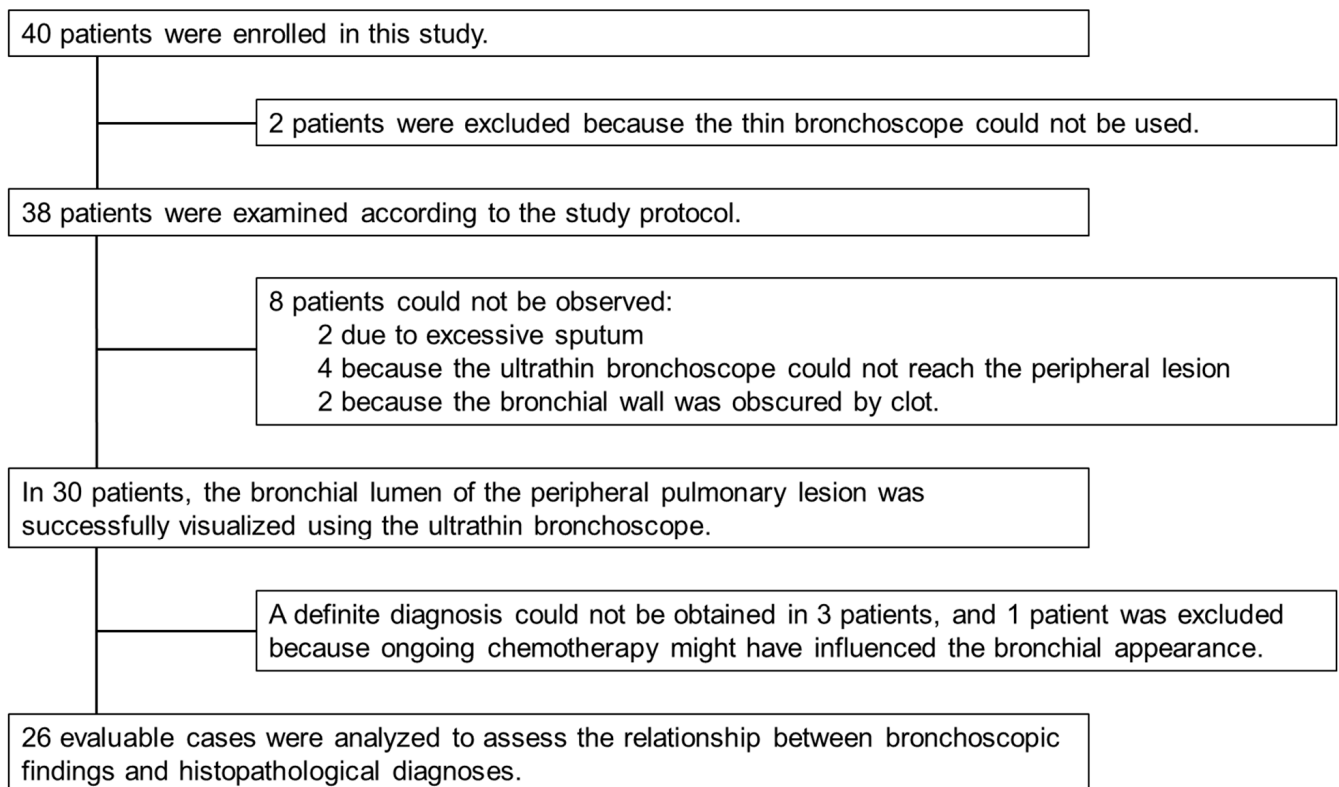 40 patients were enrolled in this study.
2 patients were excluded because the thin bronchoscope could not be used.
38 patients were examined according to the study protocol.
8 patients could not be observed:
2 due to excessive sputum
4 because the ultrathin bronchoscope could not reach the peripheral lesion
2 because the bronchial wall was obscured by clot.
In 30 patients, the bronchial lumen of the peripheral pulmonary lesion was
successfully visualized using the ultrathin bronchoscope.
A definite diagnosis could not be obtained in 3 patients, and 1 patient was excluded
because ongoing chemotherapy might have influenced the bronchial appearance.
26 evaluable cases were analyzed to assess the relationship between bronchoscopic
findings and histopathological diagnoses.